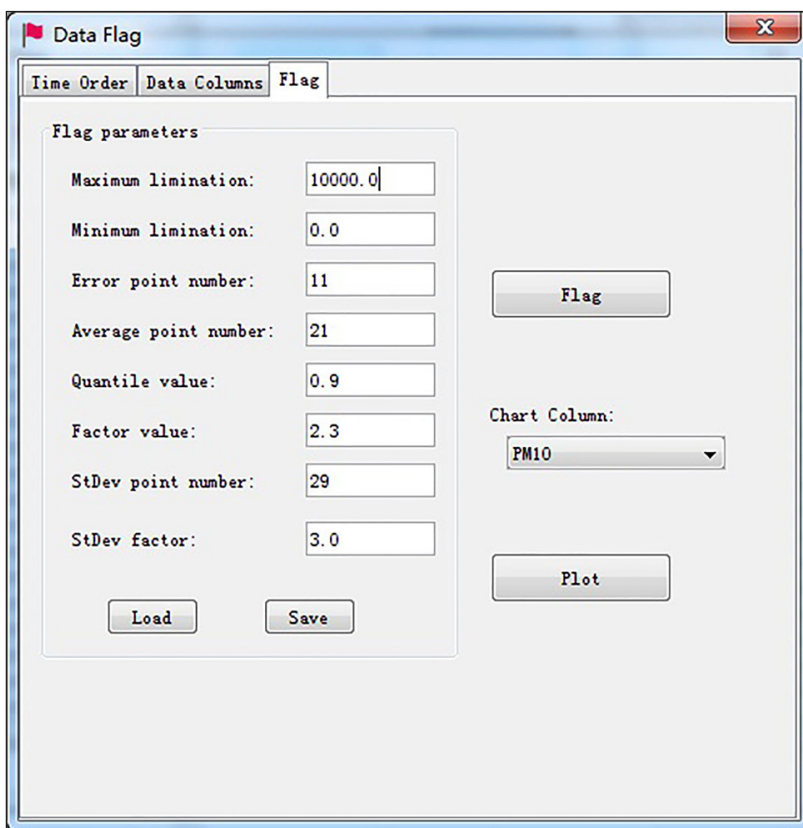 Data Flag
Time Order Data Columns Flag
Flag parameters
Maximum limination: 10000.0
Minimum limination: 0.0
Error point number: 11
Average point number: 21
Quantile value: 0.9
Factor value: 2.3
StDev point number: 29
StDev factor: 3.0
Load Save
Flag
Chart Column:
PM10
Plot